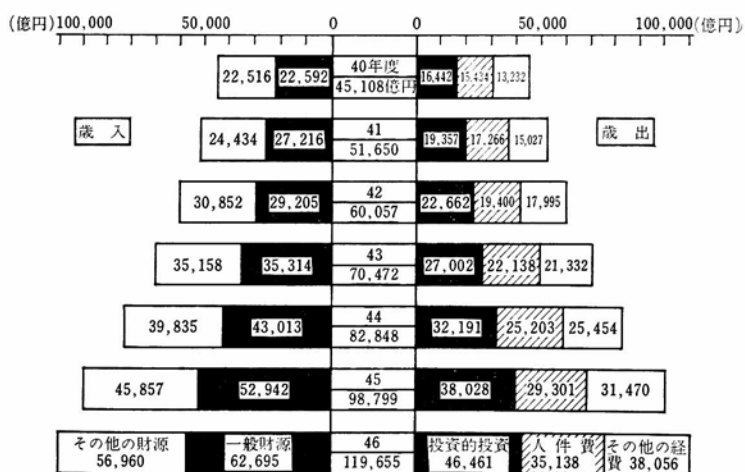 (億円) 100,000 50,000 0 0 50,000 100,000 (億円)
22,516 22,592 40年度 16,442 15,434 13,232
45,108億円
歳入 歳出
24,434 27,216 41 19,357 17,266 15,027
51,650
30,852 29,205 42 22,662 19,400 17,995
60,057
35,158 35,314 43 27,002 22,138 21,332
70,472
39,835 43,013 44 32,191 25,203 25,454
82,848
45,857 52,942 45 38,028 29,301 31,470
98,799
その他の財源 一般財源 46 投資的投資 人件費 その他の経
56,960 62,695 119,655 46,461 35,138 費 38,056